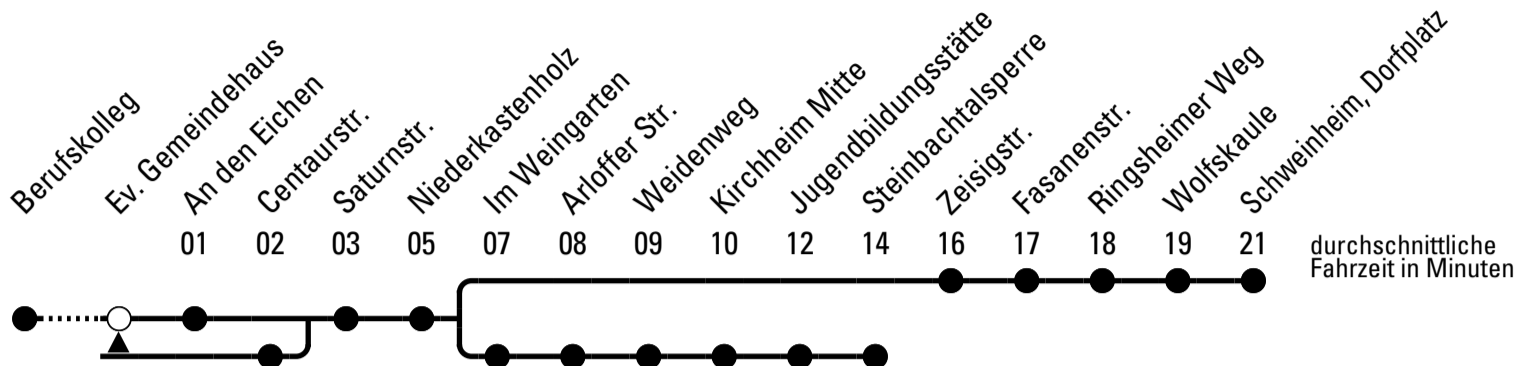 Berufskolleg
Ev. Gemeindehaus
An den Eichen
Centaurstr.
Saturnstr.
Niederkastenholz
Im Weingarten
Arloffer Str.
Weidenweg
Kirchheim Mitte
Jugendbildungsstätte
Steinbachtalsperre
Zeisigstr.
Fasanenstr.
Ringsheimer Weg
Wolfskaule
Schweinheim, Dorfplatz
01 02 03 05 07 08 09 10 12 14 16 17 18 19 21
durchschnittliche
Fahrzeit in Minuten